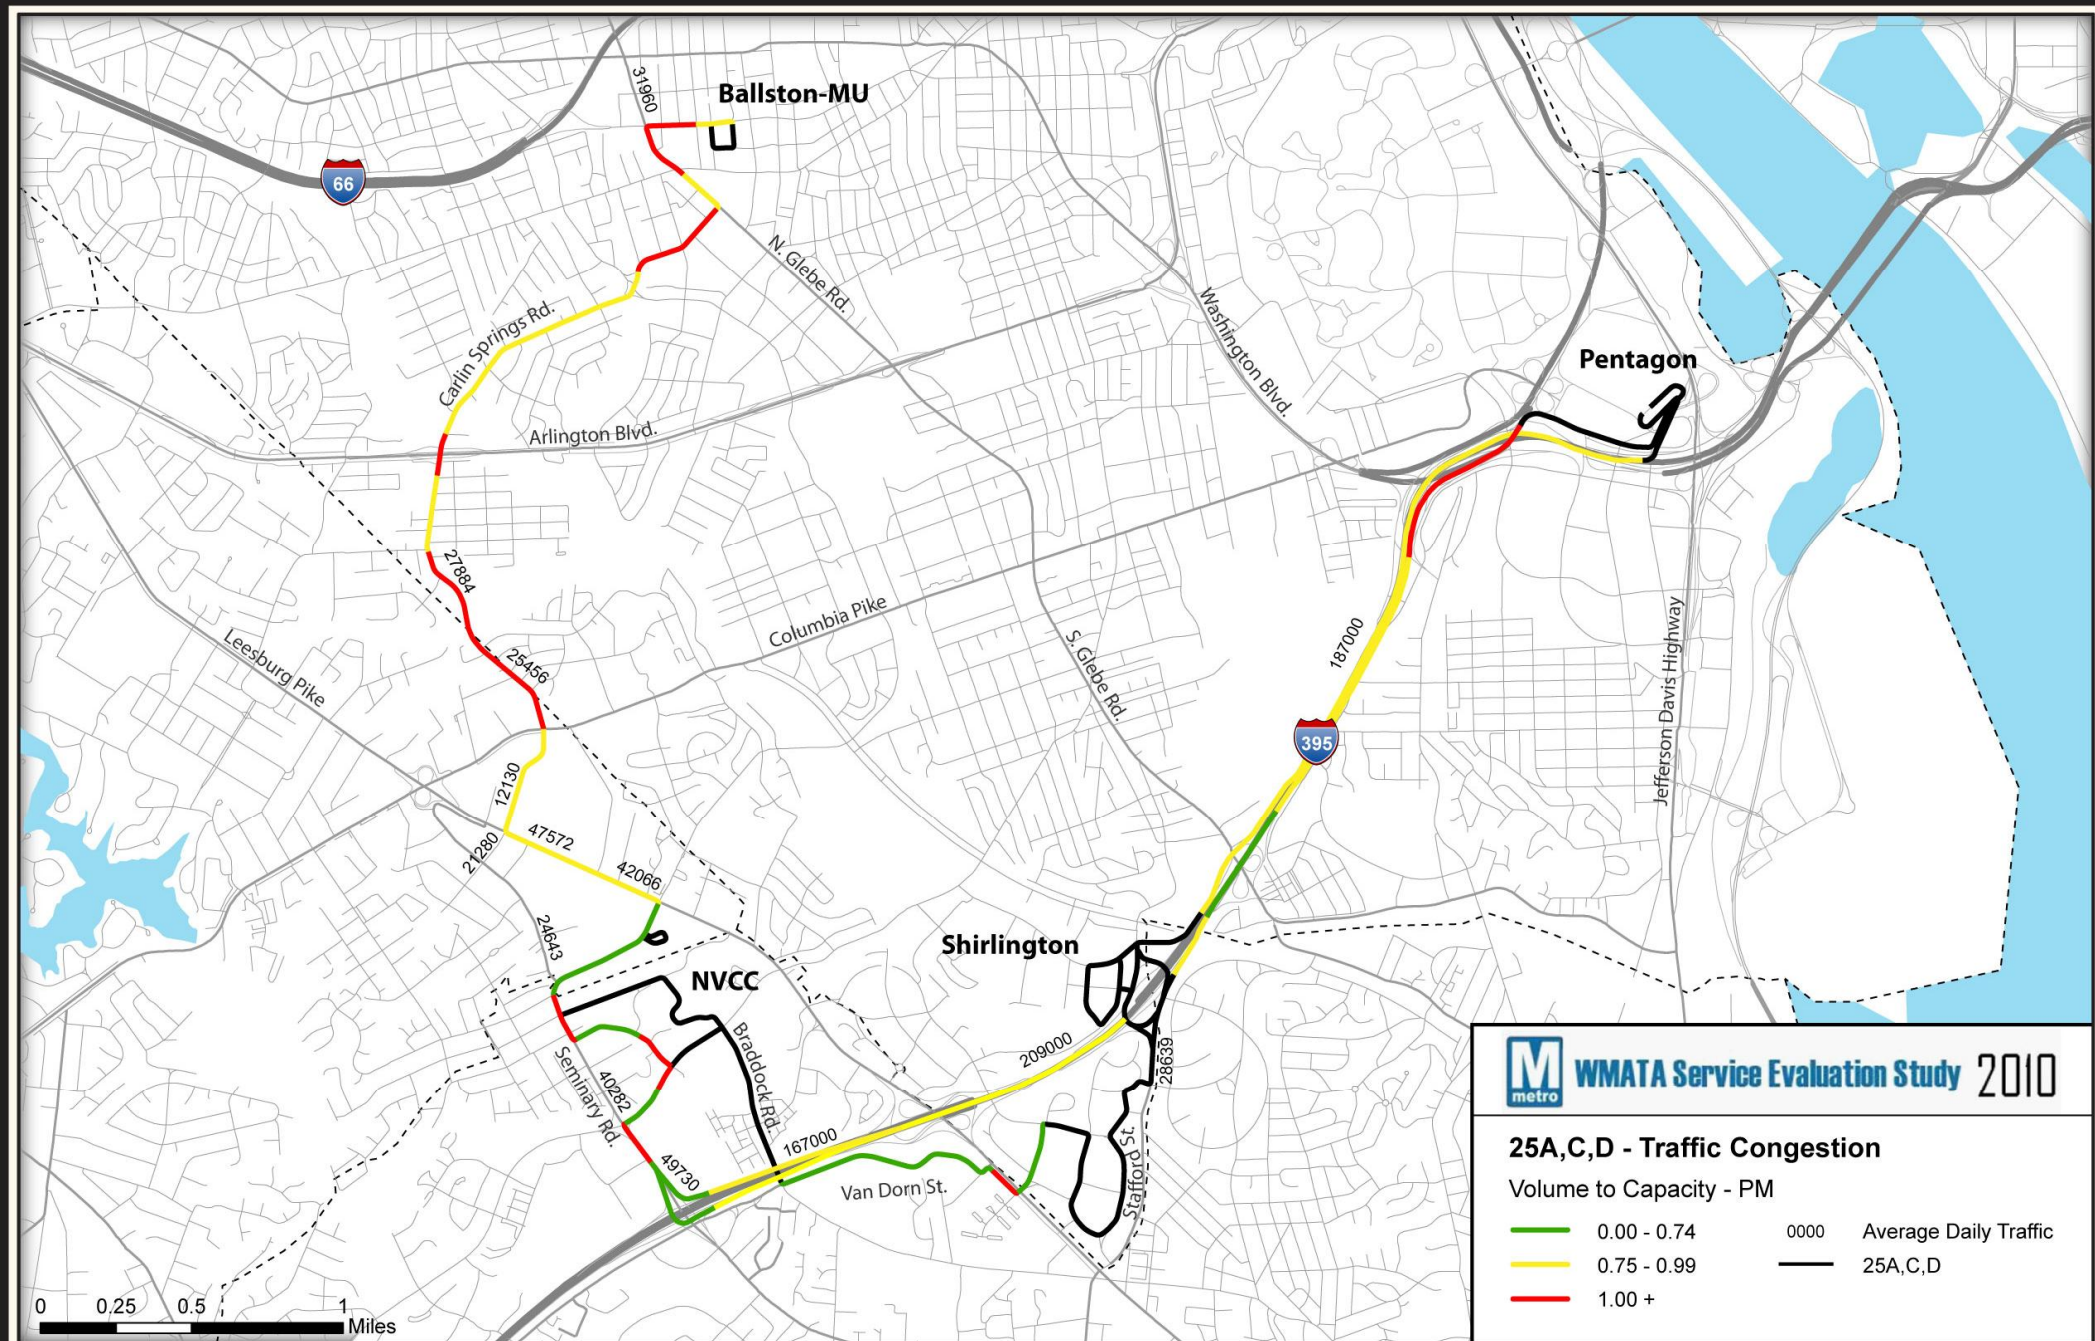 31960
Ballston-MU
66
N. Glebe Rd.
Carlin Springs Rd.
Washington Blvd.
Pentagon
Arlington Blvd.
27884
Columbia Pike
187000
Jefferson Davis Highway
Leesburg Pike
25456
S. Glebe Rd.
395
12130
47572
21280
42066
24643
Shirlington
NVCC
Braddock Rd.
209000
28639
Seminary Rd.
40282
167000
49730
Van Dorn St.
Stafford St.
M
metro
WMATA Service Evaluation Study 2010
25A,C,D - Traffic Congestion
Volume to Capacity - PM
0.00 - 0.74
0000 Average Daily Traffic
0.75 - 0.99
25A,C,D
1.00 +
0 0.25 0.5 1
Miles